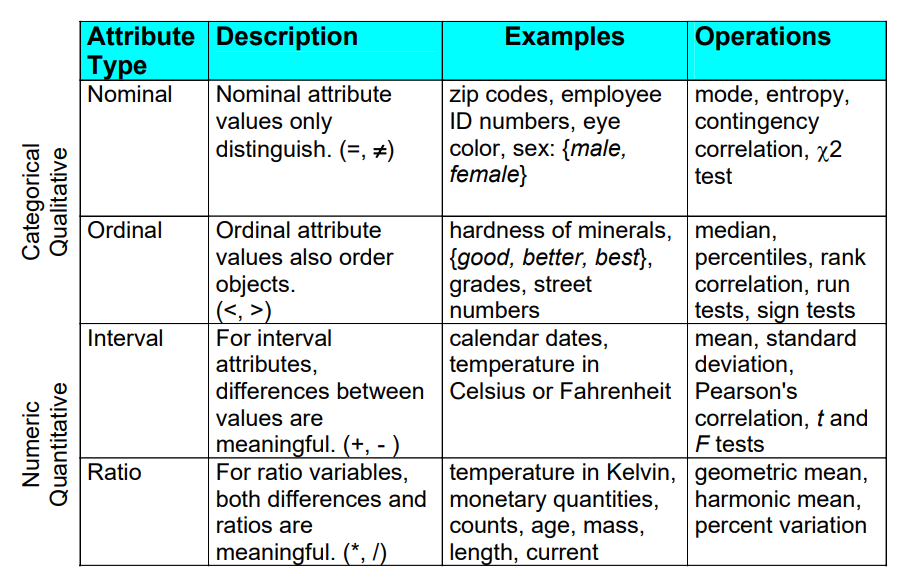 Attribute Type
Description
Examples
Operations
Categorical
Qualitative
Nominal
Nominal attribute
values only
distinguish. (=, ≠)
zip codes, employee
ID numbers, eye
color, sex: {male,
female}
mode, entropy,
contingency
correlation, χ2
test
Ordinal
Ordinal attribute
values also order
objects.
(<, >)
hardness of minerals,
{good, better, best},
grades, street
numbers
median,
percentiles, rank
correlation, run
tests, sign tests
Numeric
Quantitative
Interval
For interval
attributes,
differences between
values are
meaningful. (+, - )
calendar dates,
temperature in
Celsius or Fahrenheit
mean, standard
deviation,
Pearson's
correlation, t and
F tests
Ratio
For ratio variables,
both differences and
ratios are
meaningful. (*, /)
temperature in Kelvin,
monetary quantities,
counts, age, mass,
length, current
geometric mean,
harmonic mean,
percent variation